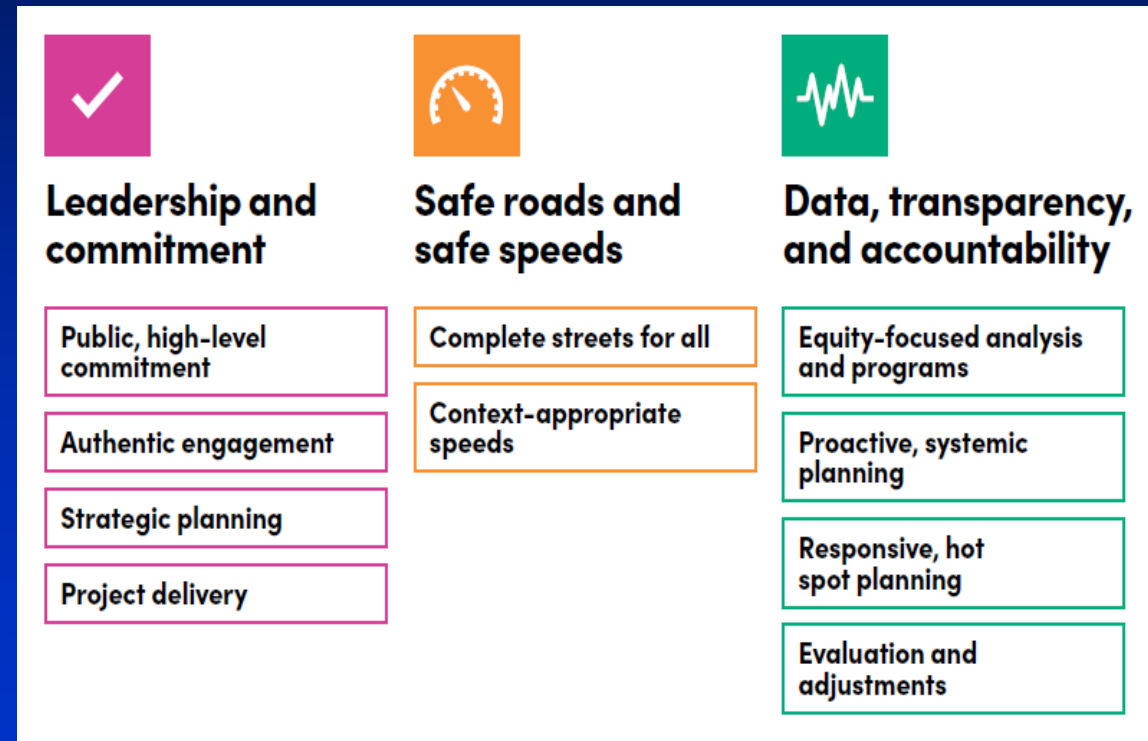 Leadership and
commitment
Public, high-level
commitment
Authentic engagement
Strategic planning
Project delivery
Safe roads and
safe speeds
Complete streets for all
Context-appropriate
speeds
Data, transparency,
and accountability
Equity-focused analysis
and programs
Proactive, systemic
planning
Responsive, hot
spot planning
Evaluation and
adjustments